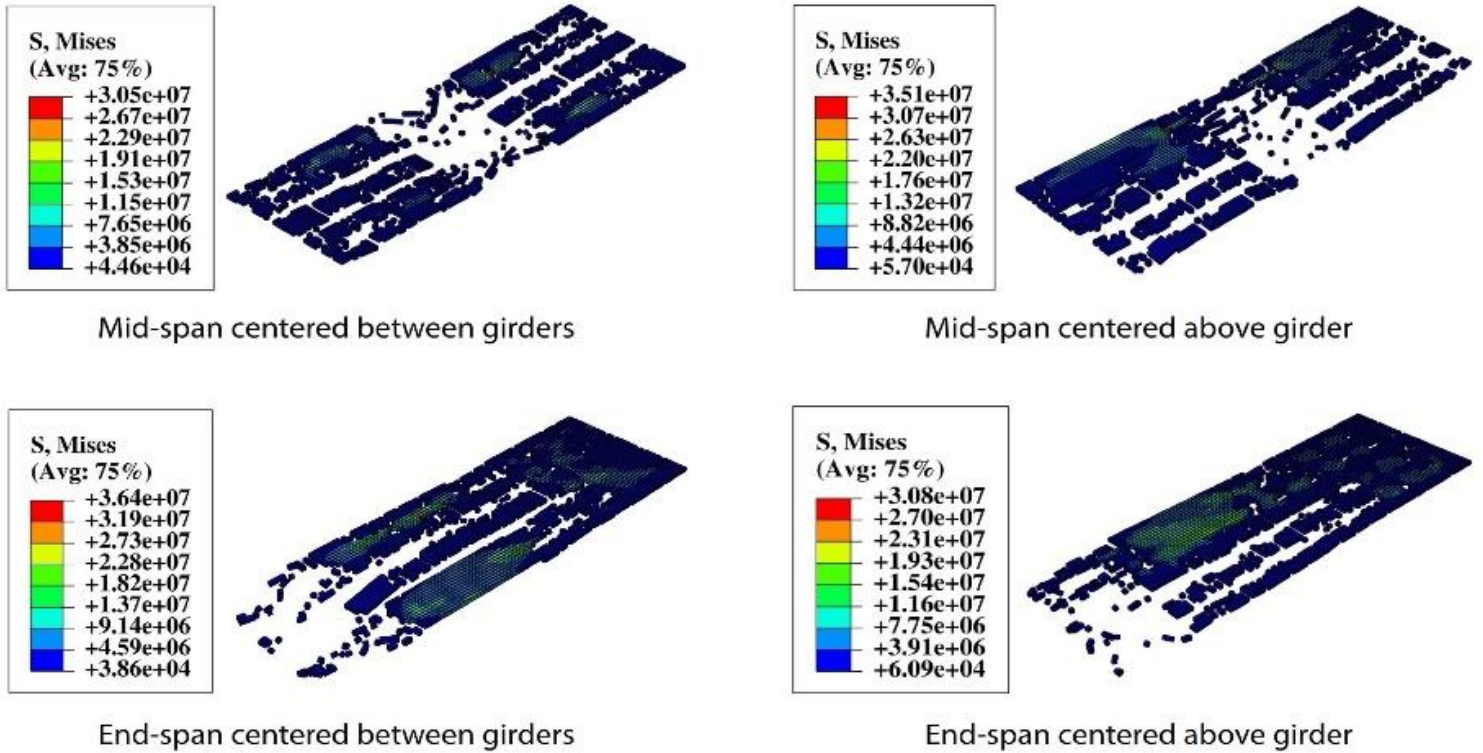 S, Mises
(Avg: 75%)
+3.05e+07
+2.67e+07
+2.29e+07
+1.91e+07
+1.53e+07
+1.15e+07
+7.65e+06
+3.85e+06
+4.46e+04
Mid-span centered between girders
S, Mises
(Avg: 75%)
+3.51e+07
+3.07e+07
+2.63e+07
+2.20e+07
+1.76e+07
+1.32e+07
+8.82e+06
+4.44e+06
+5.70e+04
Mid-span centered above girder
S, Mises
(Avg: 75%)
+3.64e+07
+3.19e+07
+2.73e+07
+2.28e+07
+1.82e+07
+1.37e+07
+9.14e+06
+4.59e+06
+3.86e+04
End-span centered between girders
S, Mises
(Avg: 75%)
+3.08e+07
+2.70e+07
+2.31e+07
+1.93e+07
+1.54e+07
+1.16e+07
+7.75e+06
+3.91e+06
+6.09e+04
End-span centered above girder